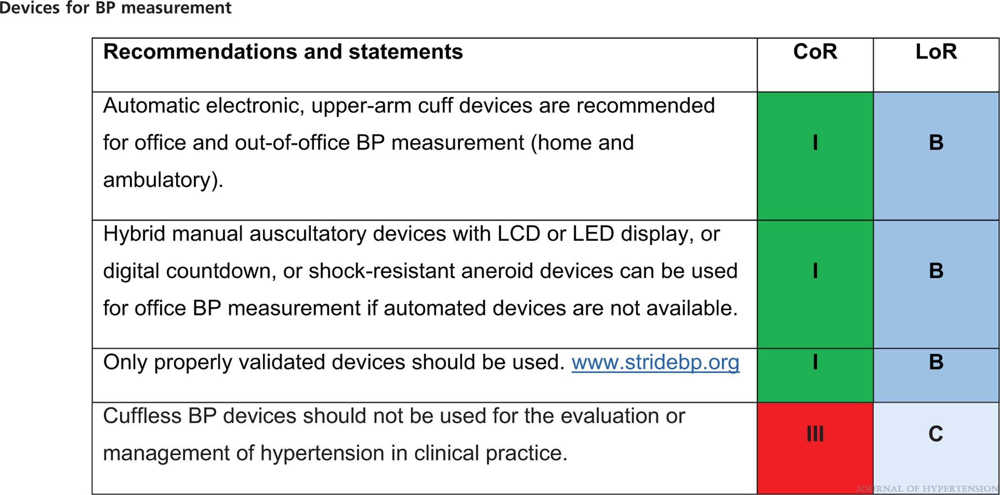 Devices for BP measurement
Recommendations and statements CoR LoR
Automatic electronic, upper-arm cuff devices are recommended
for office and out-of-office BP measurement (home and
ambulatory).
I B
Hybrid manual auscultatory devices with LCD or LED display, or
digital countdown, or shock-resistant aneroid devices can be used
for office BP measurement if automated devices are not available.
I B
Only properly validated devices should be used. www.stridebp.org I B
Cuffless BP devices should not be used for the evaluation or
management of hypertension in clinical practice.
III C
JOURNAL OF HYPERTENSION